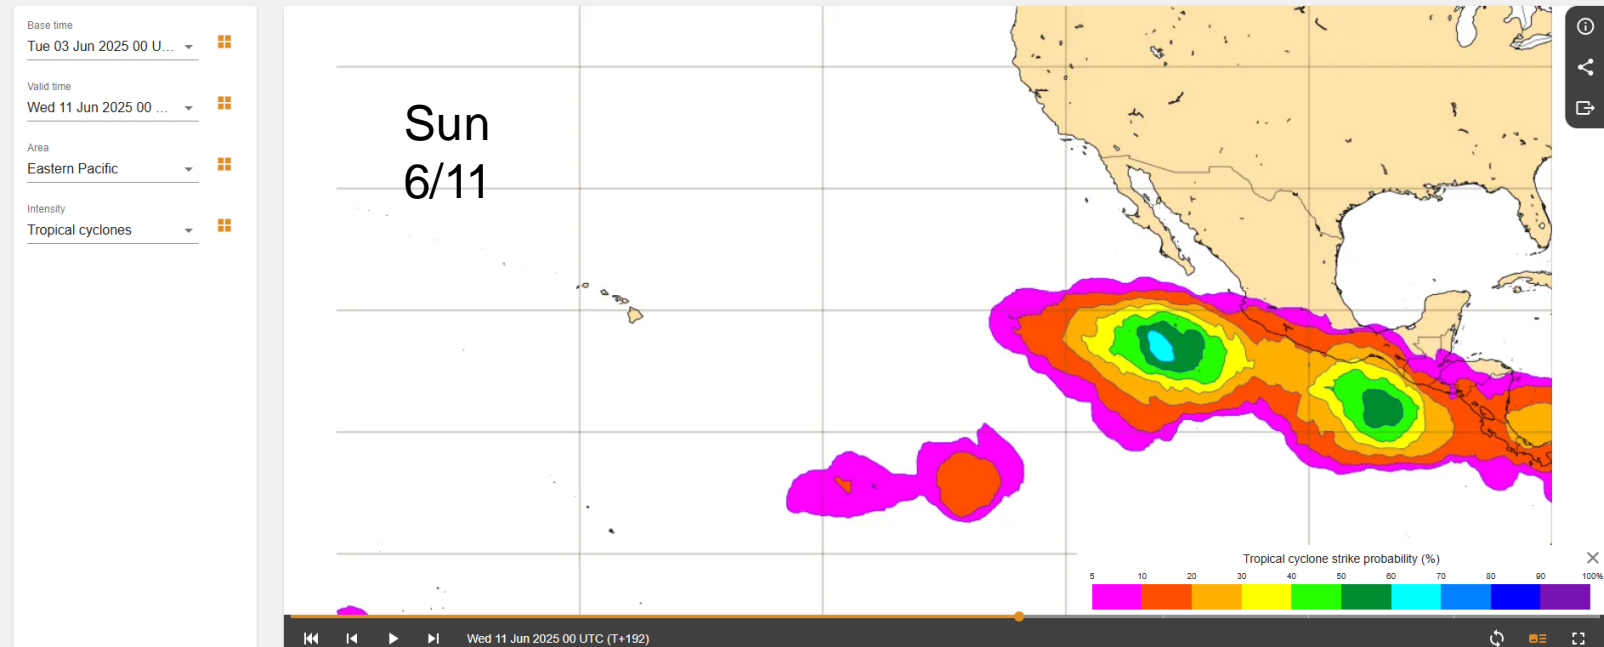 Base time
Tue 03 Jun 2025 00 U...
Valid time
Wed 11 Jun 2025 00 ...
Area
Eastern Pacific
Intensity
Tropical cyclones
Sun
6/11
Tropical cyclone strike probability (%)
5 10 20 30 40 50 60 70 80 90 100%
Wed 11 Jun 2025 00 UTC (T+192)